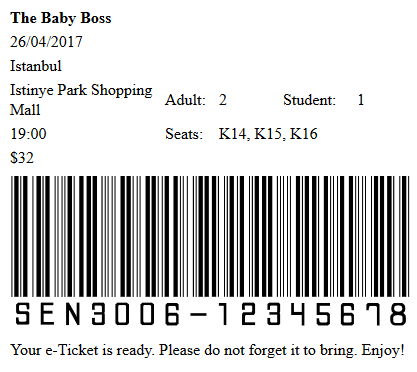 The Baby Boss
26/04/2017
Istanbul
Istinye Park Shopping
Mall
Adult: 2 Student: 1
19:00 Seats: K14, K15, K16
$32
SEN3006-12345678
Your e-Ticket is ready. Please do not forget it to bring. Enjoy!